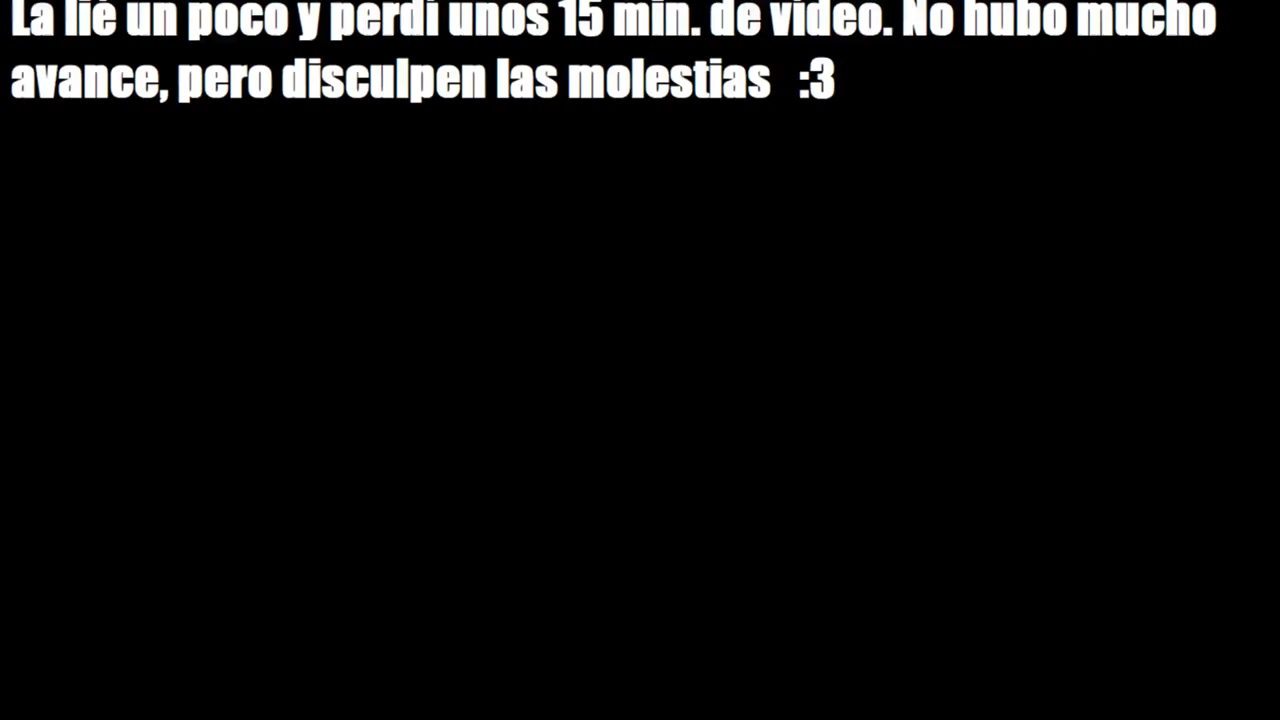 La lié un poco y perdí unos 15 min. de video. No hubo mucho
avance, pero disculpen las molestias :3